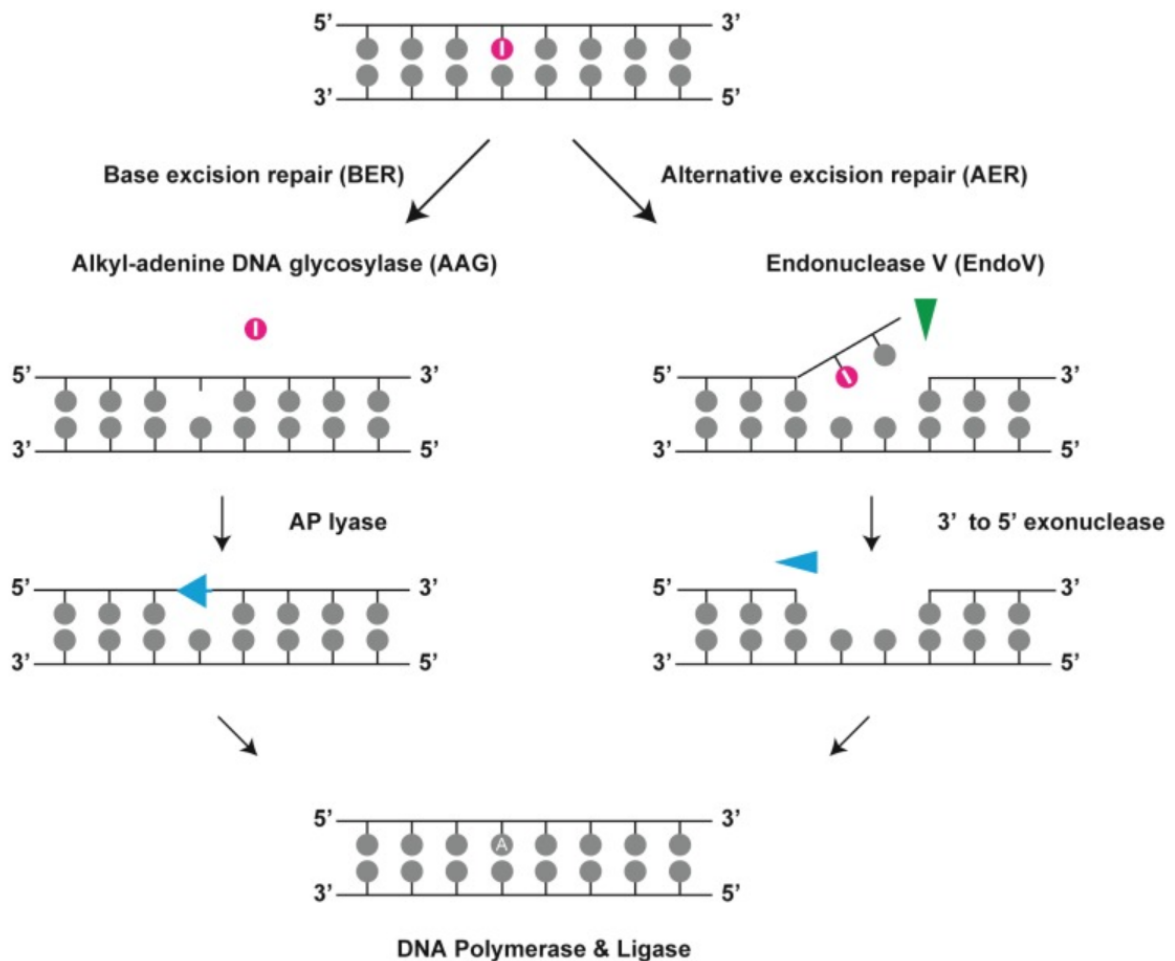 5’ 3’
I
3’ 5’
Base excision repair (BER) Alternative excision repair (AER)
Alkyl-adenine DNA glycosylase (AAG) Endonuclease V (EndoV)
I
5’ 3’ I 5’ 3’
3’ 5’ 3’ 5’
AP lyase 3’ to 5’ exonuclease
5’ 3’ 5’ 3’
3’ 5’ 3’ 5’
5’ 3’
A
3’ 5’
DNA Polymerase & Ligase